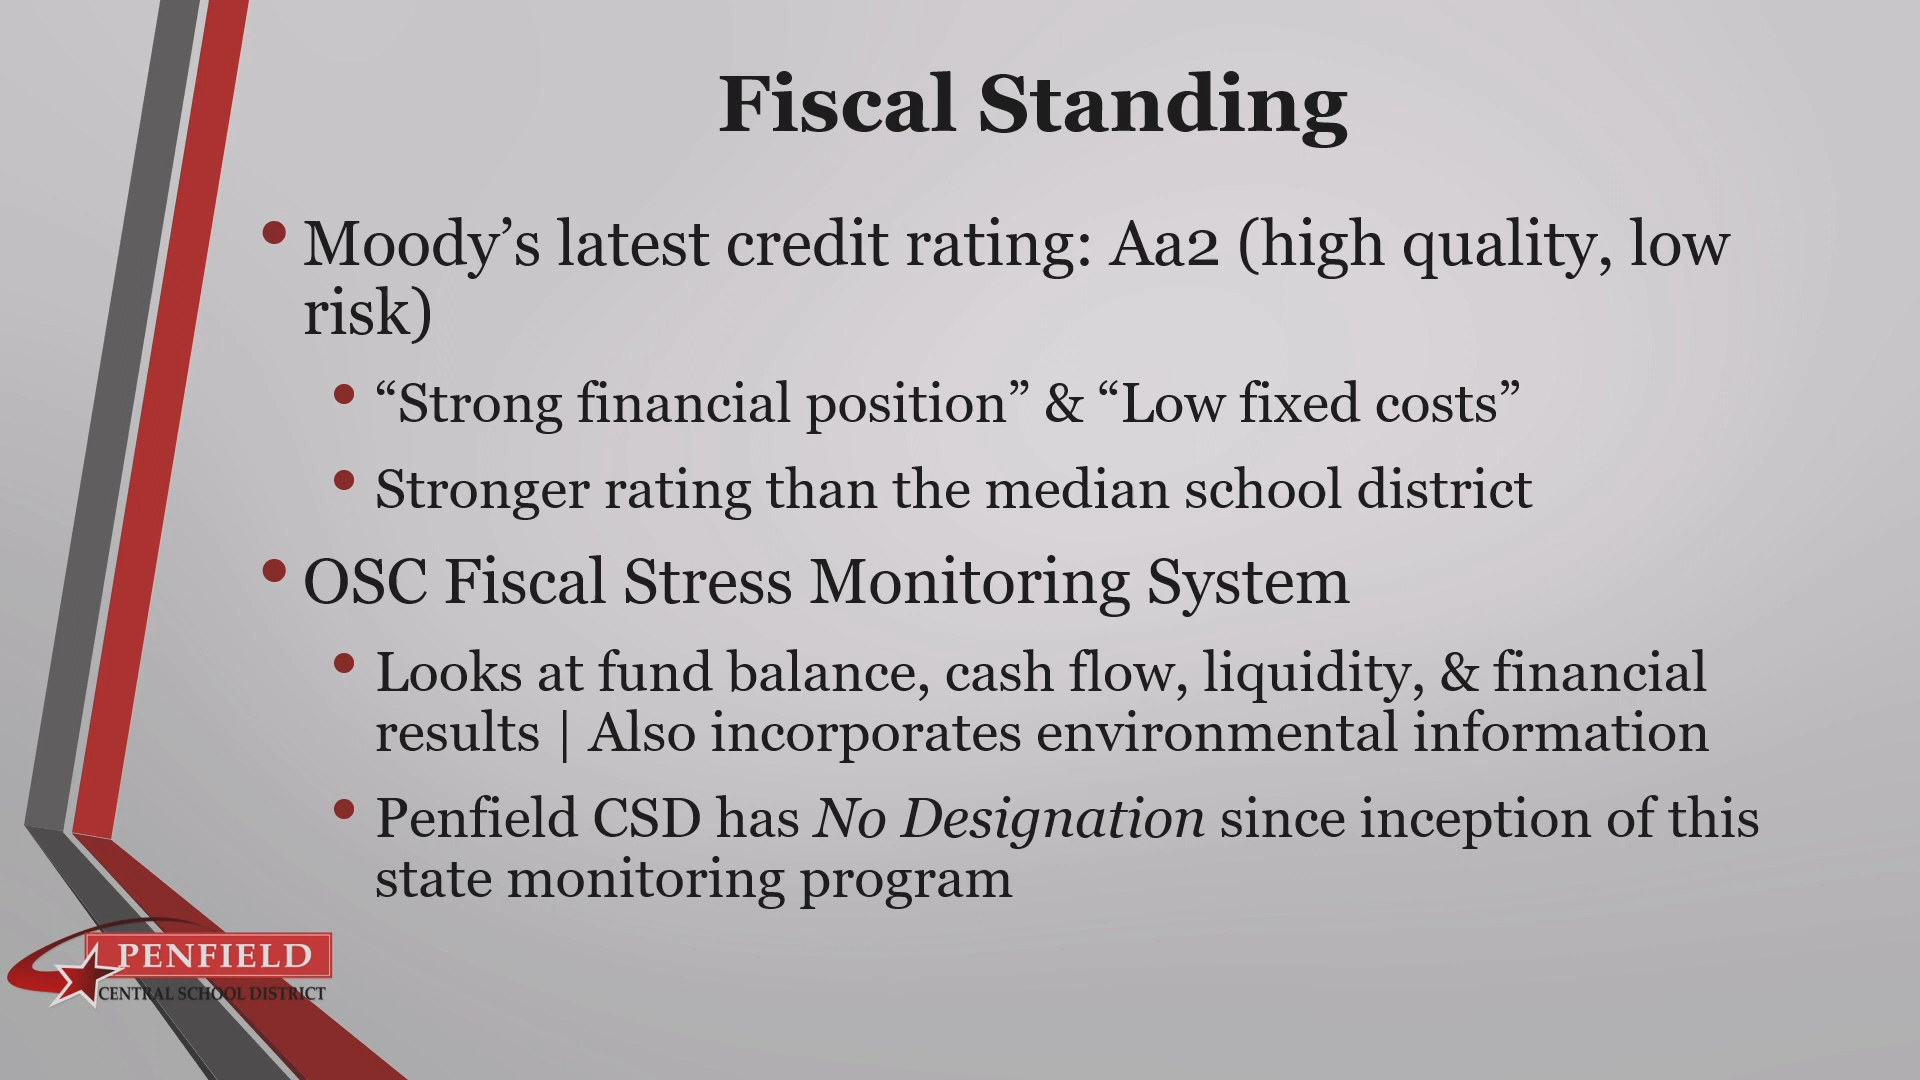 Fiscal Standing
• Moody’s latest credit rating: Aa2 (high quality, low
risk)
• “Strong financial position” & “Low fixed costs”
• Stronger rating than the median school district
• OSC Fiscal Stress Monitoring System
• Looks at fund balance, cash flow, liquidity, & financial
results | Also incorporates environmental information
• Penfield CSD has No Designation since inception of this
state monitoring program
PENFIELD
CENTRAL SCHOOL DISTRICT